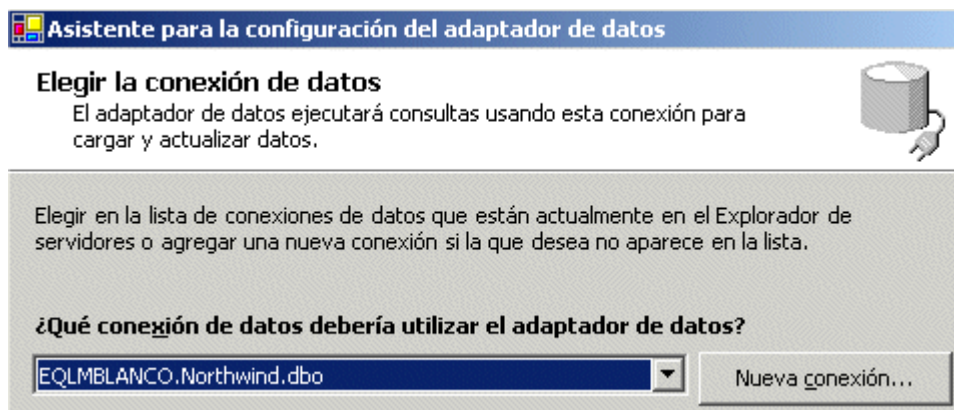 Asistente para la configuración del adaptador de datos
Elegir la conexión de datos
El adaptador de datos ejecutará consultas usando esta conexión para
cargar y actualizar datos.
Elegir en la lista de conexiones de datos que están actualmente en el Explorador de
servidores o agregar una nueva conexión si la que desea no aparece en la lista.
¿Qué conexión de datos debería utilizar el adaptador de datos?
EQLMBLANCO.Northwind.dbo
Nueva conexión...